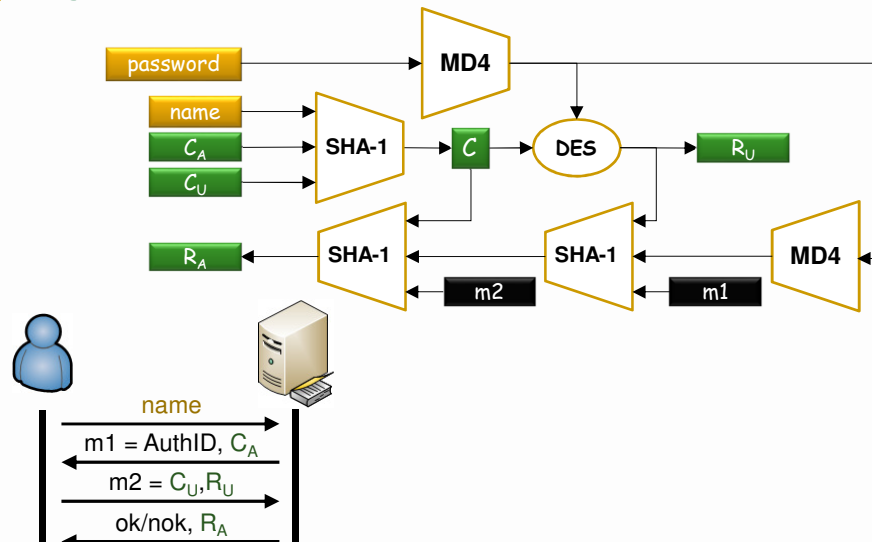 password
MD4
name
C_A
C_U
SHA-1
C
DES
R_U
R_A
SHA-1
SHA-1
MD4
m2
m1
name
m1 = AuthID, C_A
m2 = C_U,R_U
ok/nok, R_A